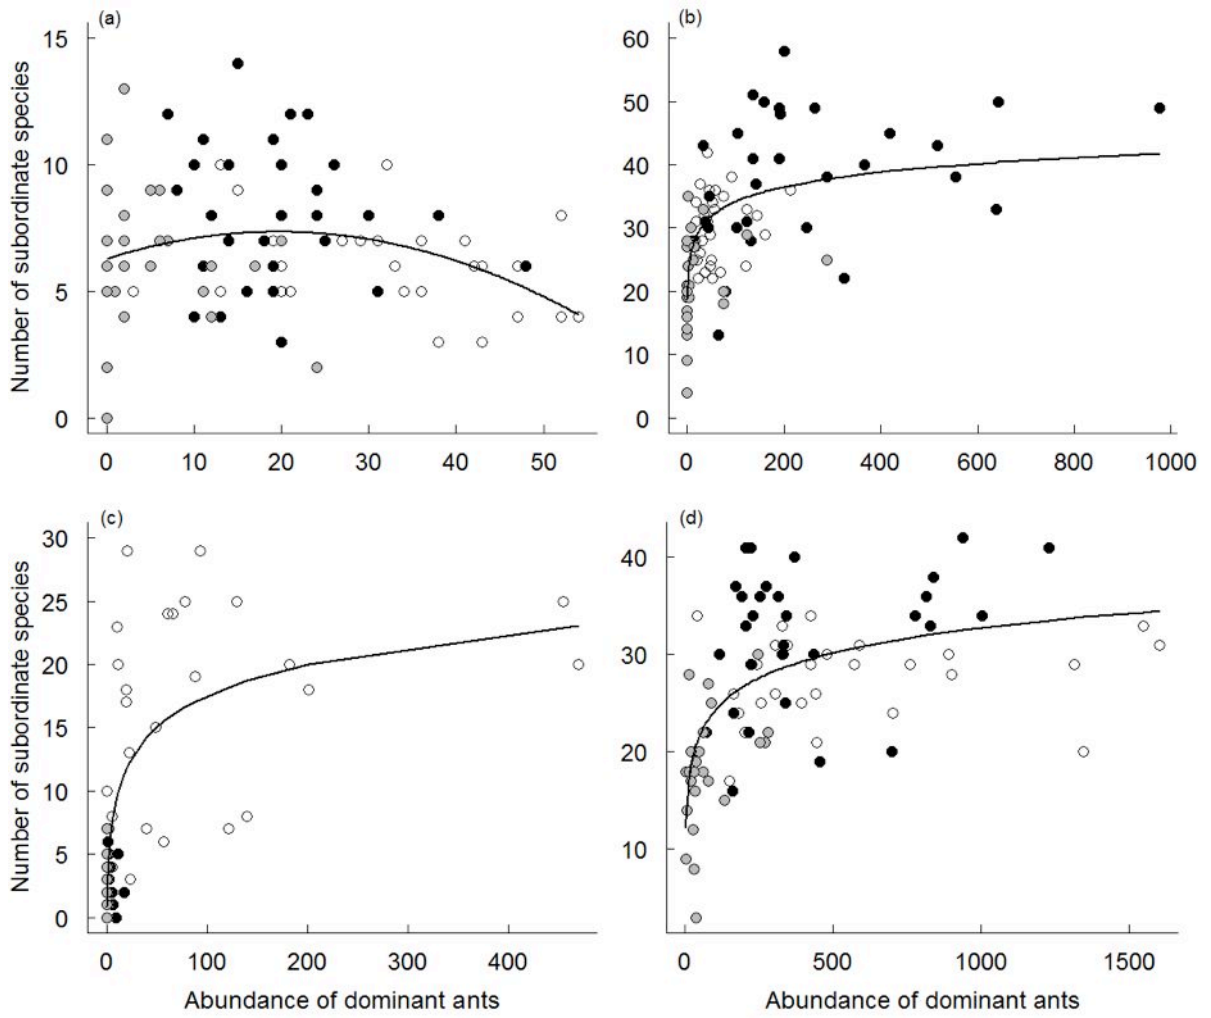 (a)
Number of subordinate species
15
10
5
0
0 10 20 30 40 50
(b)
60
50
40
30
20
10
0
0 200 400 600 800 1000
(c)
Number of subordinate species
30
25
20
15
10
5
0
0 100 200 300 400
Abundance of dominant ants
(d)
40
30
20
10
0 500 1000 1500
Abundance of dominant ants